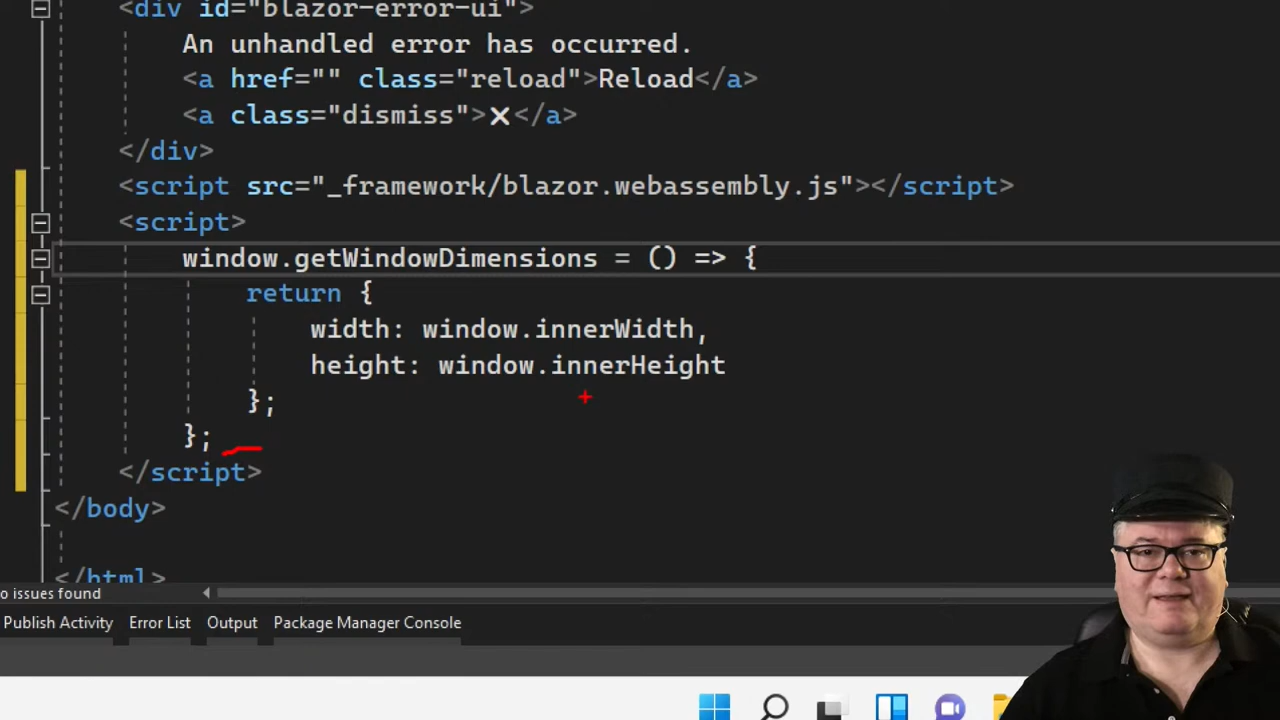 <div id="blazor-error-ui">
An unhandled error has occurred.
<a href="" class="reload">Reload</a>
<a class="dismiss">🗙</a>
</div>
<script src="_framework/blazor.webassembly.js"></script>
<script>
window.getWindowDimensions = () => {
return {
width: window.innerWidth,
height: window.innerHeight
};
};
</script>
</body>
</html>
o issues found
Publish Activity Error List Output Package Manager Console